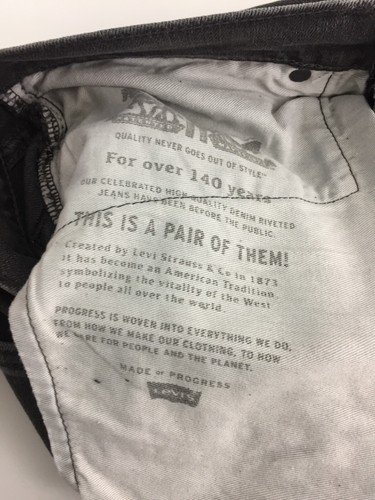 QUALITY NEVER GOES OUT OF STYLE™
For over 140 years
OUR CELEBRATED HIGH QUALITY DENIM RIVETED
JEANS HAVE BEEN BEFORE THE PUBLIC.
THIS IS A PAIR OF THEM!
Created by Levi Strauss & Co in 1873
it has become an American Tradition,
symbolizing the vitality of the West
to people all over the world.
PROGRESS IS WOVEN INTO EVERYTHING WE DO,
FROM HOW WE MAKE OUR CLOTHING, TO HOW
WE CARE FOR PEOPLE AND THE PLANET.
MADE OF PROGRESS
LEVI'S